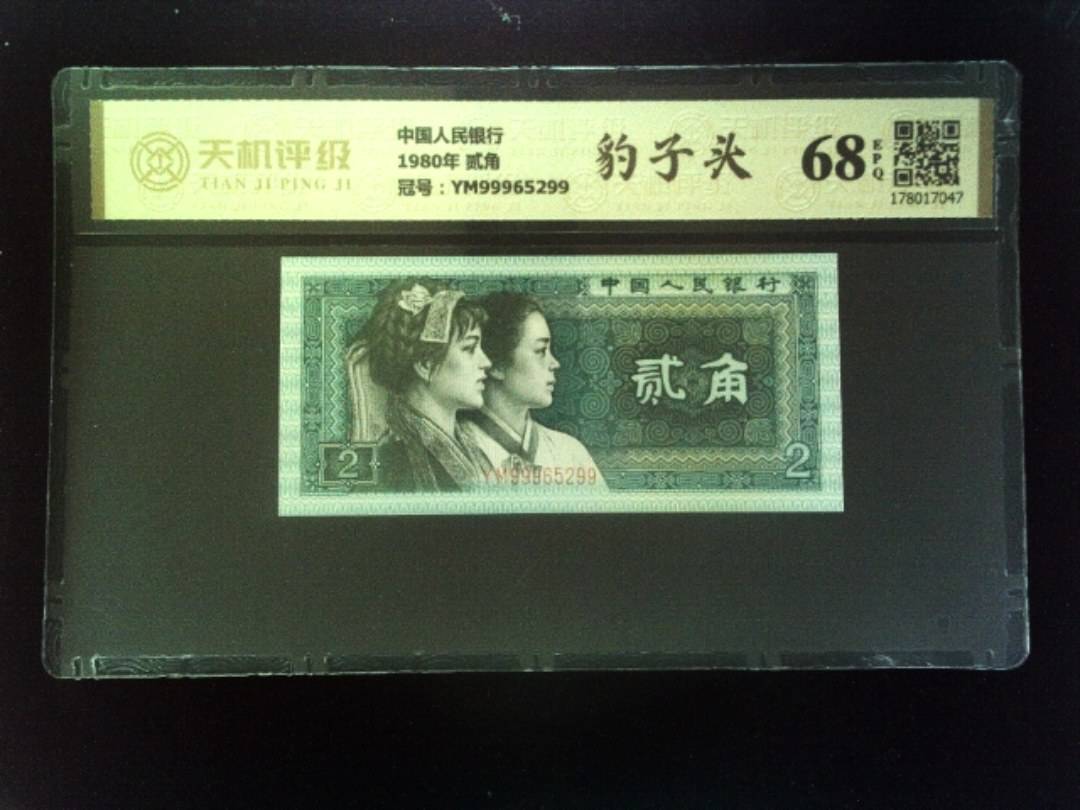 天机评级
TIAN JI PING JI
中国人民银行
1980年 贰角
冠号：YM99965299
豹子头
68
EPQ
178017047
中国人民银行
贰角
2
2
YM99965299